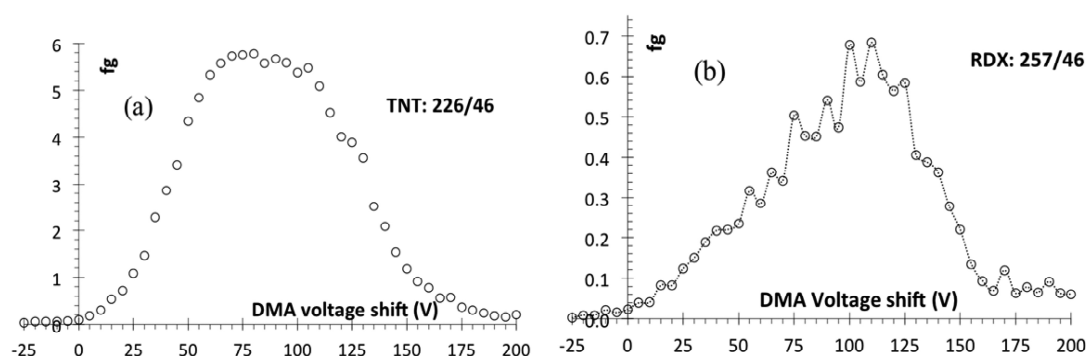 6
5
4
3
2
1
0
fg
(a)
TNT: 226/46
DMA voltage shift (V)
-25 0 25 50 75 100 125 150 175 200
0.7
0.6
0.5
0.4
0.3
0.2
0.1
0.0
fg
(b)
RDX: 257/46
DMA Voltage shift (V)
-25 0 25 50 75 100 125 150 175 200